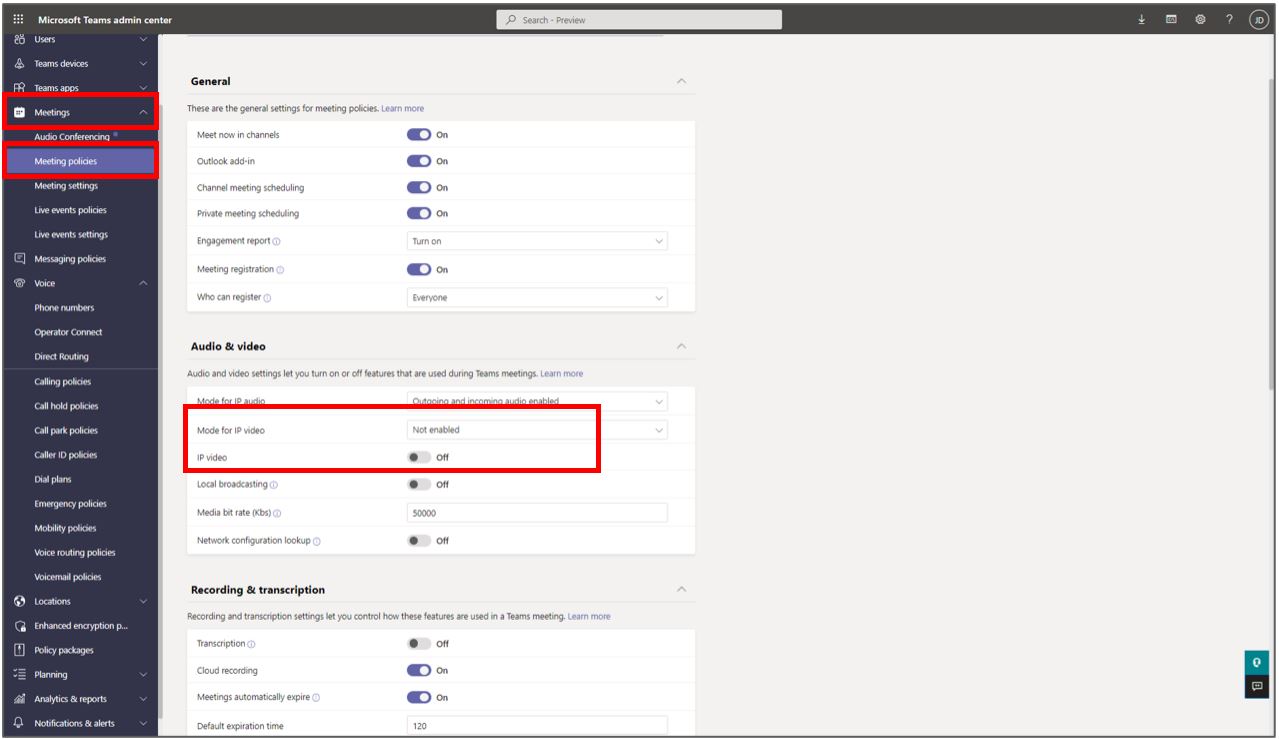 Microsoft Teams admin center
Search - Preview
?
JD
Users
Teams devices
Teams apps
Meetings
Audio Conferencing
Meeting policies
Meeting settings
Live events policies
Live events settings
Messaging policies
Voice
Phone numbers
Operator Connect
Direct Routing
Calling policies
Call hold policies
Call park policies
Caller ID policies
Dial plans
Emergency policies
Mobility policies
Voice routing policies
Voicemail policies
Locations
Enhanced encryption p...
Policy packages
Planning
Analytics & reports
Notifications & alerts
General
These are the general settings for meeting policies. Learn more
Meet now in channels On
Outlook add-in On
Channel meeting scheduling On
Private meeting scheduling On
Engagement report Turn on
Meeting registration On
Who can register Everyone
Audio & video
Audio and video settings let you turn on or off features that are used during Teams meetings. Learn more
Mode for IP audio Outgoing and incoming audio enabled
Mode for IP video Not enabled
IP video Off
Local broadcasting Off
Media bit rate (Kbs) 50000
Network configuration lookup Off
Recording & transcription
Recording and transcription settings let you control how these features are used in a Teams meeting. Learn more
Transcription Off
Cloud recording On
Meetings automatically expire On
Default expiration time 120